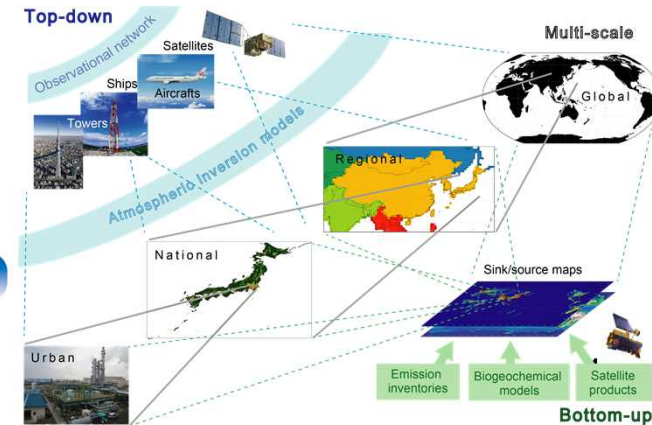 Top-down
Observational network
Satellites
Ships
Aircrafts
Towers
Atmospheric inversion models
Multi-scale
Global
Regional
National
Urban
Sink/source maps
Emission
inventories
Biogeochemical
models
Satellite
products
Bottom-up